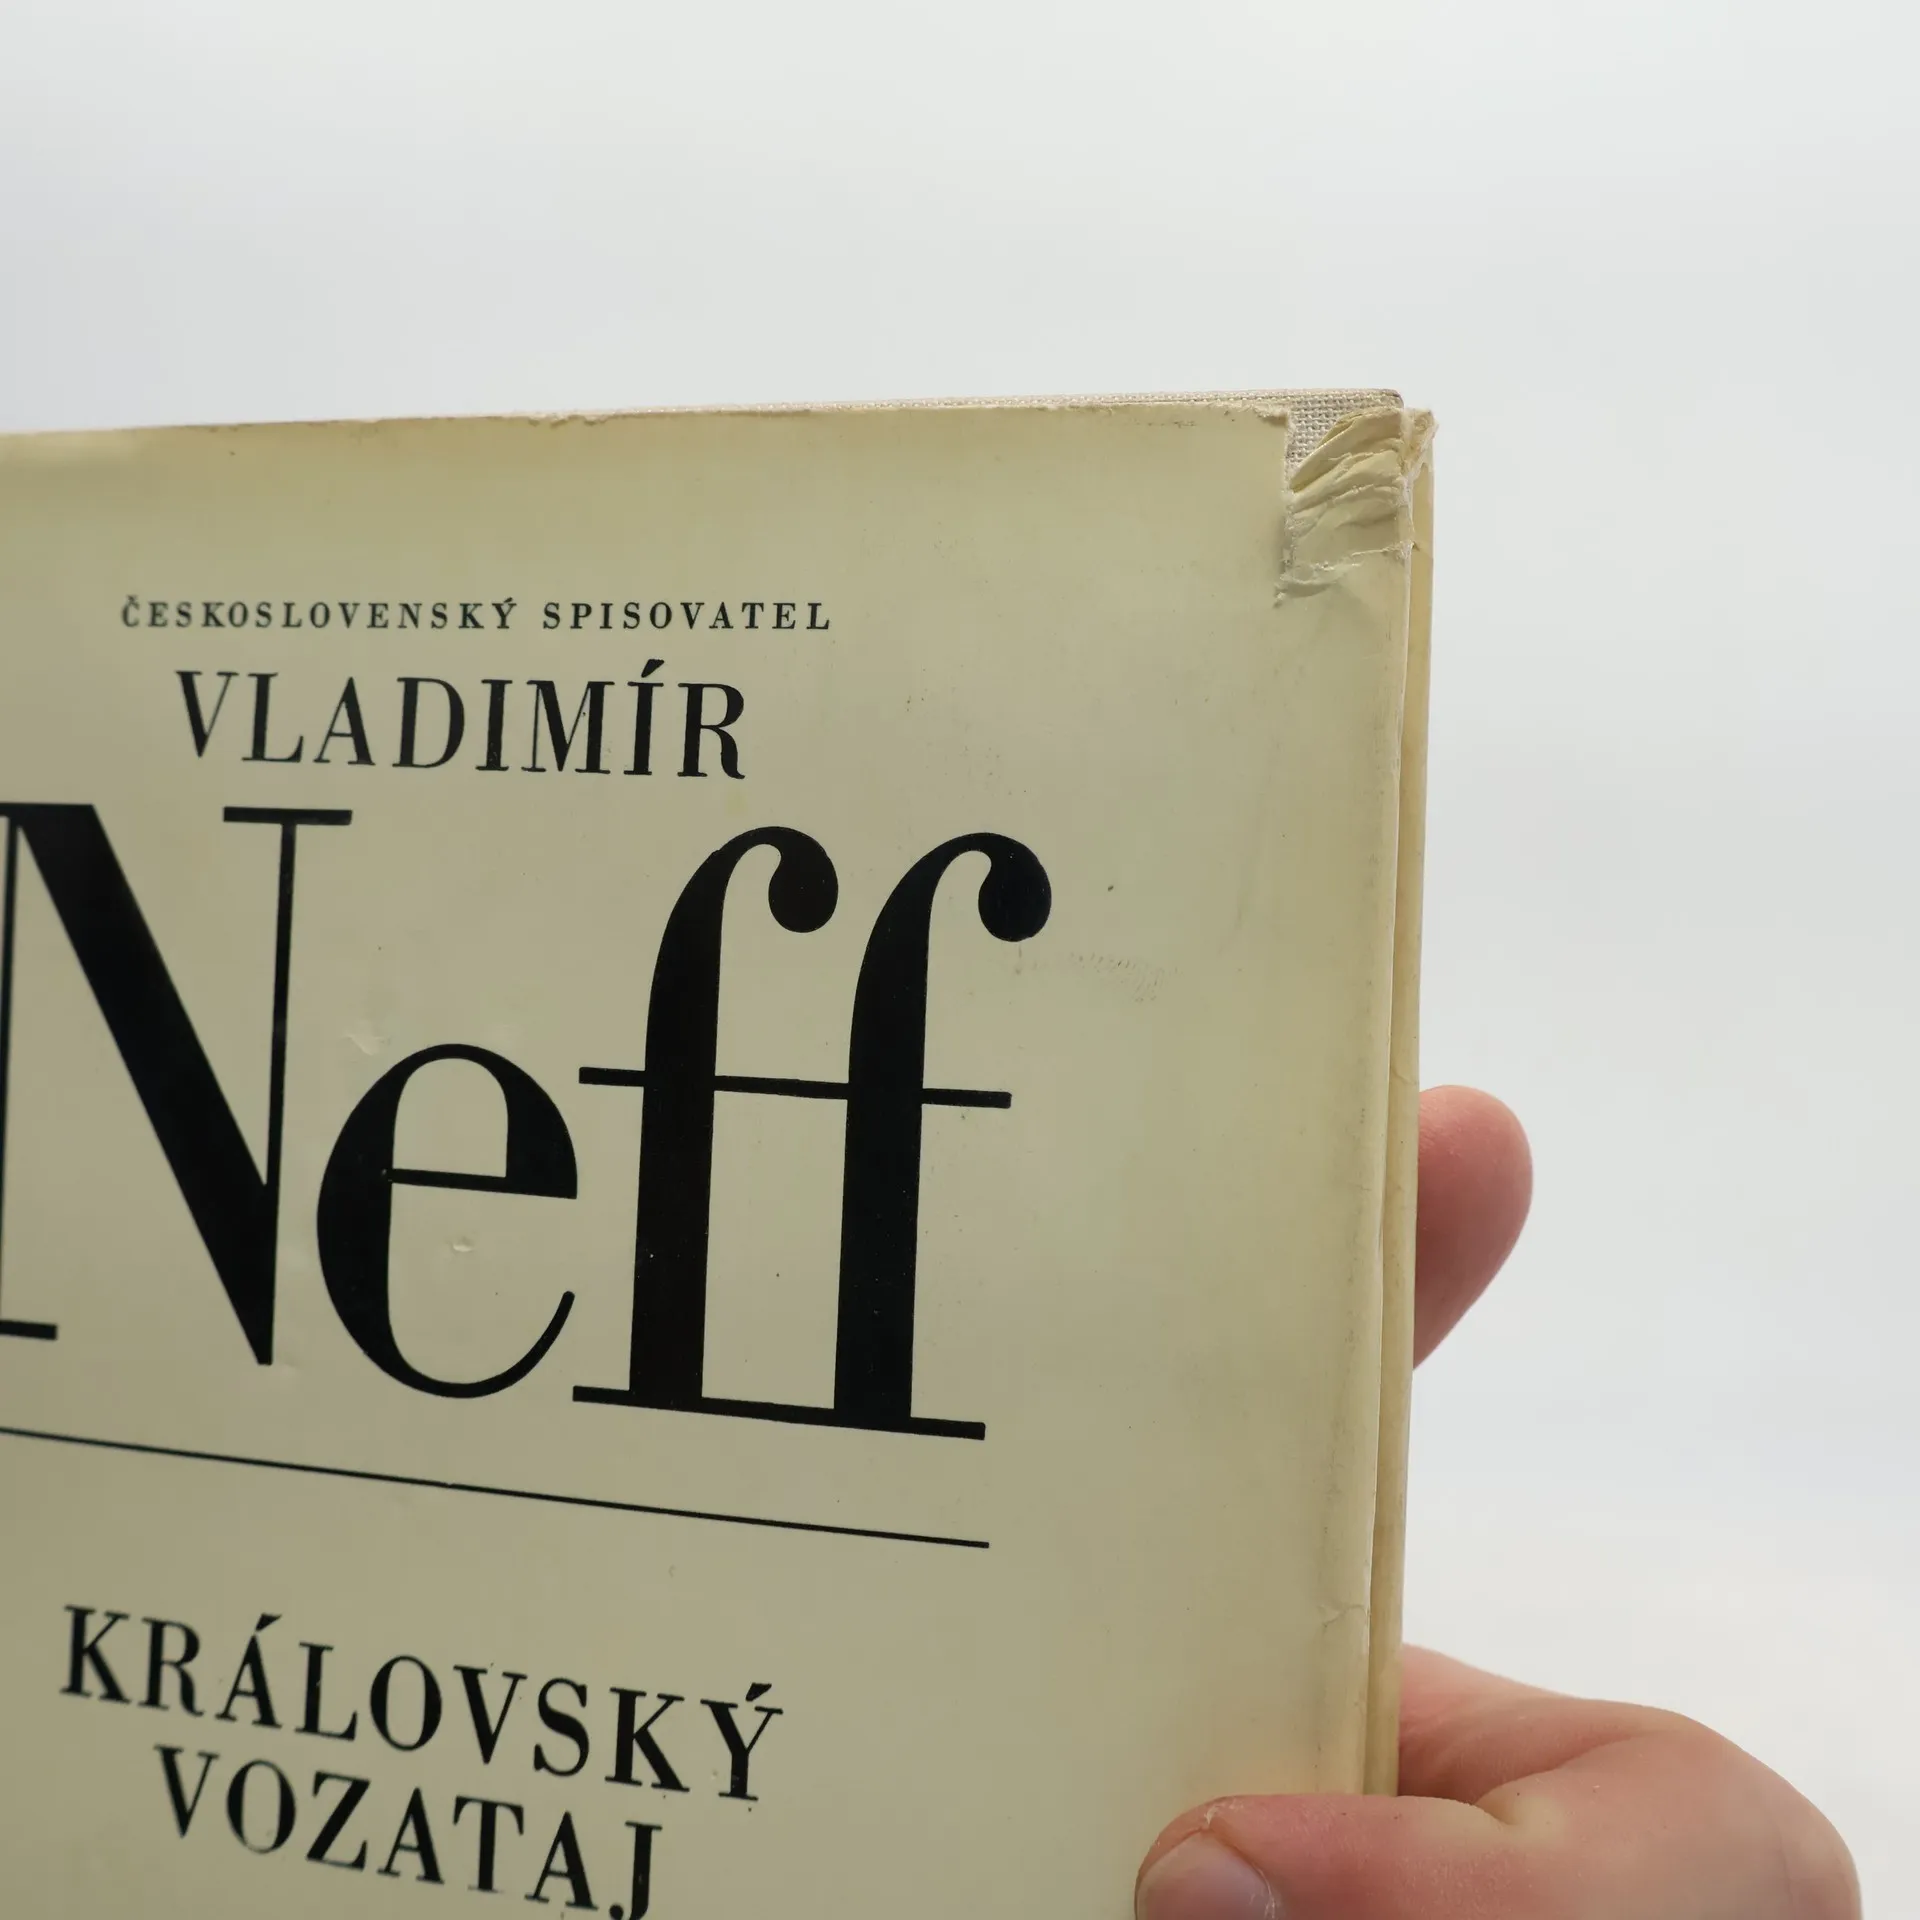 ČESKOSLOVENSKÝ SPISOVATEL
VLADIMÍR
Neff
KRÁLOVSKÝ
VOZATAJ